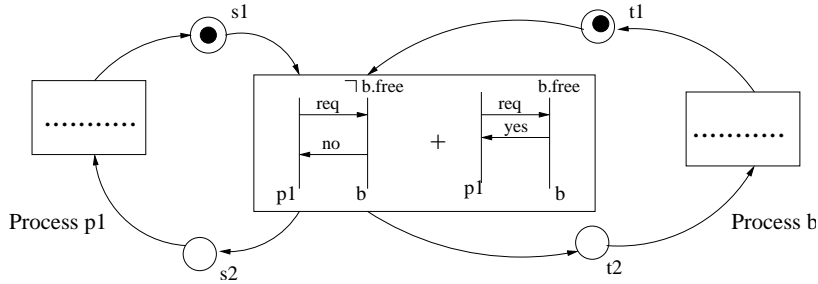 s1
t1
¬ b.free
b.free
req
req
yes
no
+
p1
b
p1
b
Process p1
Process b
s2
t2